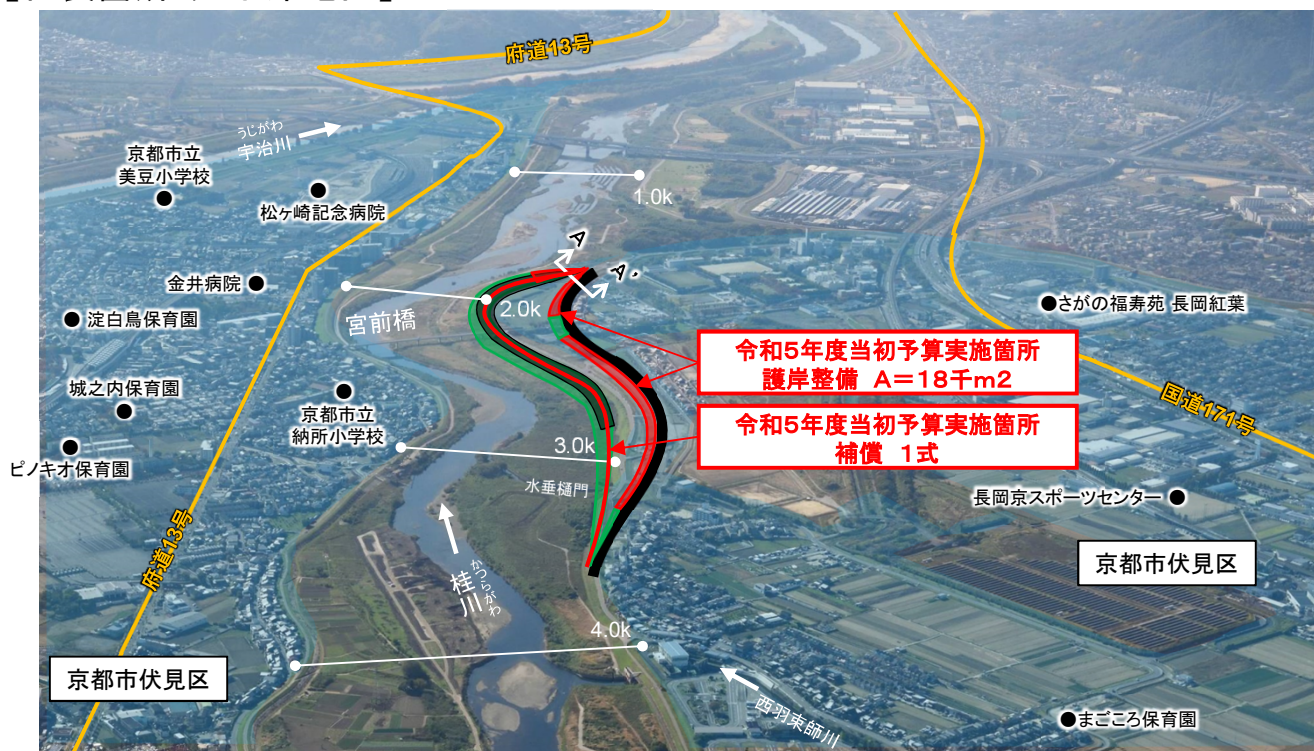 府道13号
うじがわ
宇治川
京都市立
美豆小学校
松ヶ崎記念病院
1.0k
A
A'
金井病院
2.0k
さがの福寿苑 長岡紅葉
淀白鳥保育園
宮前橋
令和5年度当初予算実施箇所
護岸整備 A=18千m2
城之内保育園
京都市立
納所小学校
国道171号
令和5年度当初予算実施箇所
補償 1式
3.0k
ピノキオ保育園
水垂樋門
長岡京スポーツセンター
府道13号
京都市伏見区
かつらがわ
桂川
4.0k
京都市伏見区
西羽束師川
まごころ保育園